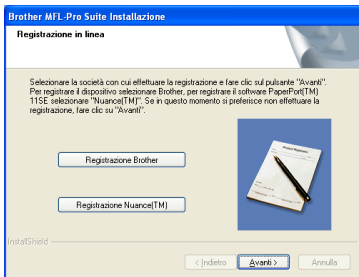 Brother MFL-Pro Suite Installazione
Registrazione in linea
Selezionare la società con cui effettuare la registrazione e fare clic sul pulsante "Avanti".
Per registrare il dispositivo selezionare Brother, per registrare il software PaperPort(TM)
11SE selezionare "Nuance(TM)". Se in questo momento si preferisce non effettuare la
registrazione, fare clic su "Avanti".
Registrazione Brother
Product Registration
Registrazione Nuance(TM)
InstallShield
< Indietro
Avanti >
Annulla